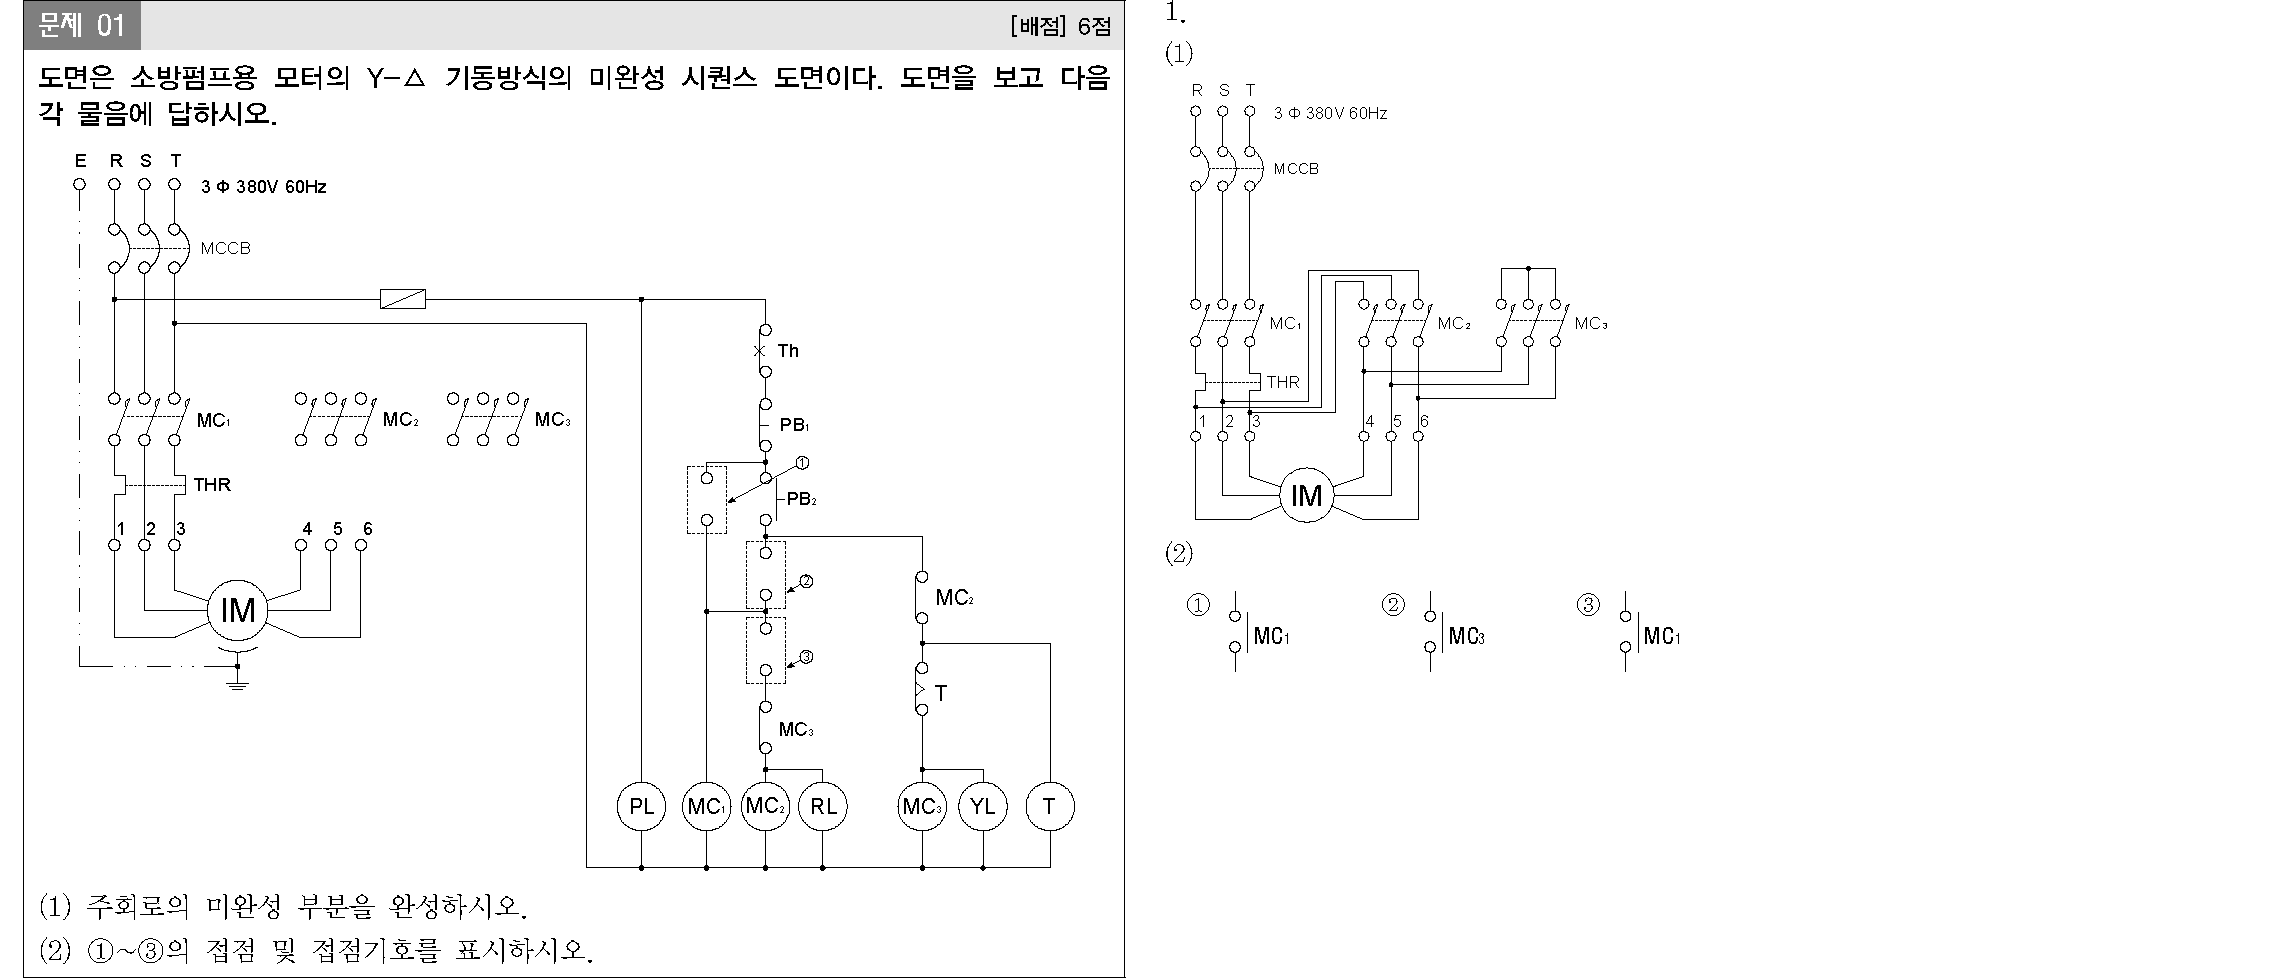 문제 01
[배점] 6점
도면은 소방펌프용 모터의 Y-△ 기동방식의 미완성 시퀀스 도면이다. 도면을 보고 다음
각 물음에 답하시오.
E R S T
3 Φ 380V 60Hz
MCCB
Th
PB₁
①
PB₂
MC₁
MC₂
MC₃
THR
1 2 3 4 5 6
②
MC₂
IM
③
T
MC₃
PL
MC₁
MC₂
RL
MC₃
YL
T
(1) 주회로의 미완성 부분을 완성하시오.
(2) ①~③의 접점 및 접점기호를 표시하시오.
1.
(1)
R S T
3 Φ 380V 60Hz
MCCB
MC₁
MC₂
MC₃
THR
1 2 3 4 5 6
IM
(2)
① MC₁
② MC₃
③ MC₁